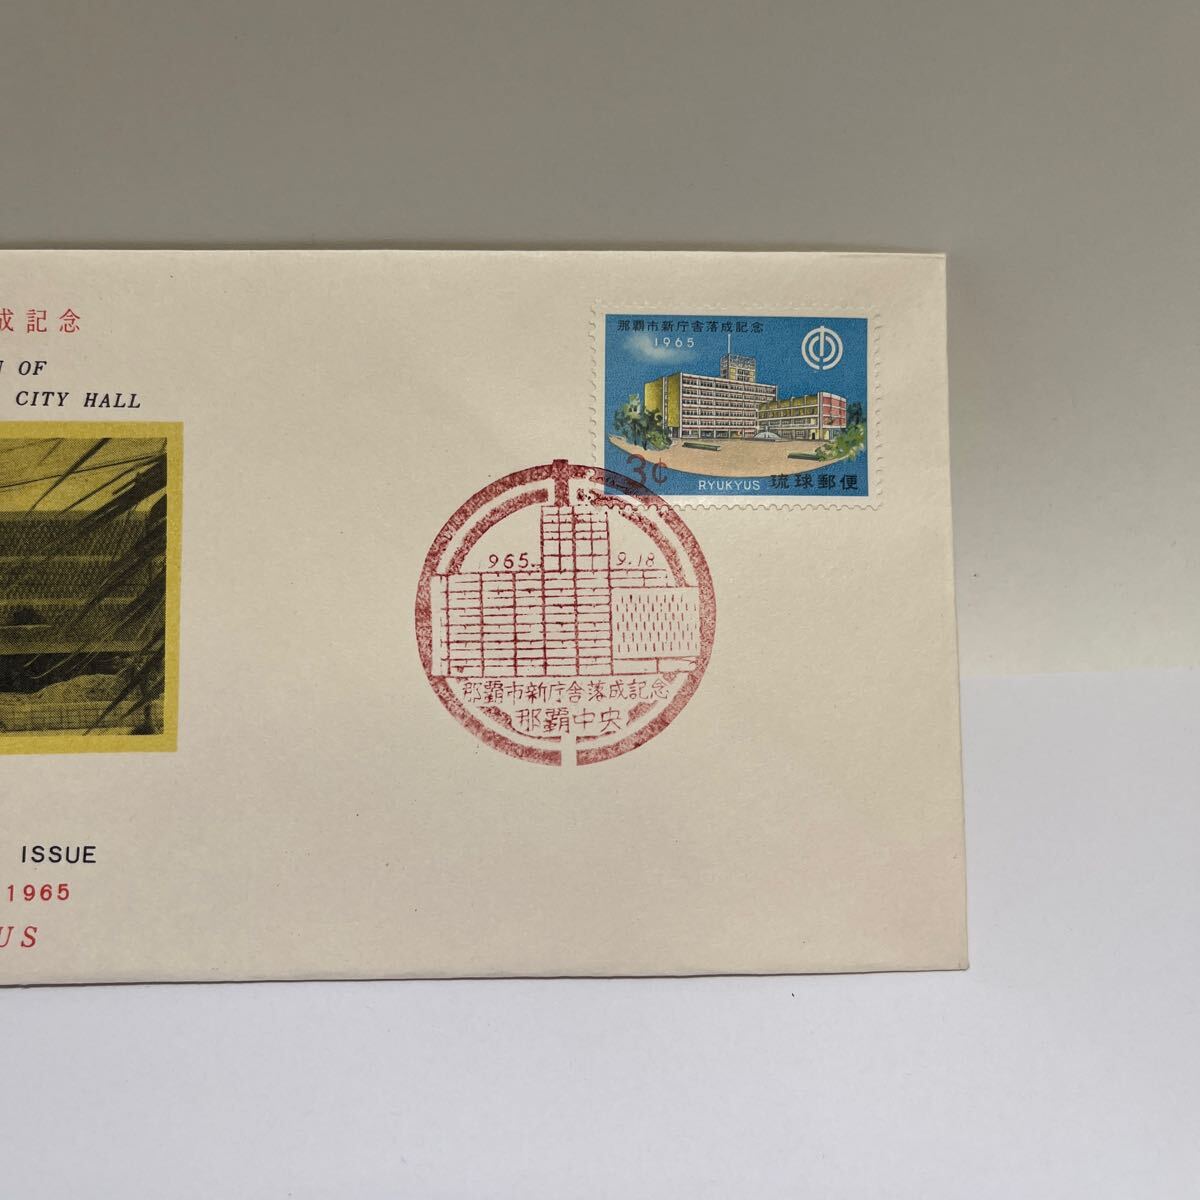 成記念
OF
CITY HALL
ISSUE
1965
US
那覇市新庁舎落成記念
1965
3¢
RYUKYUS 琉球郵便
965. 9.18
那覇市新庁舎落成記念
那覇中央